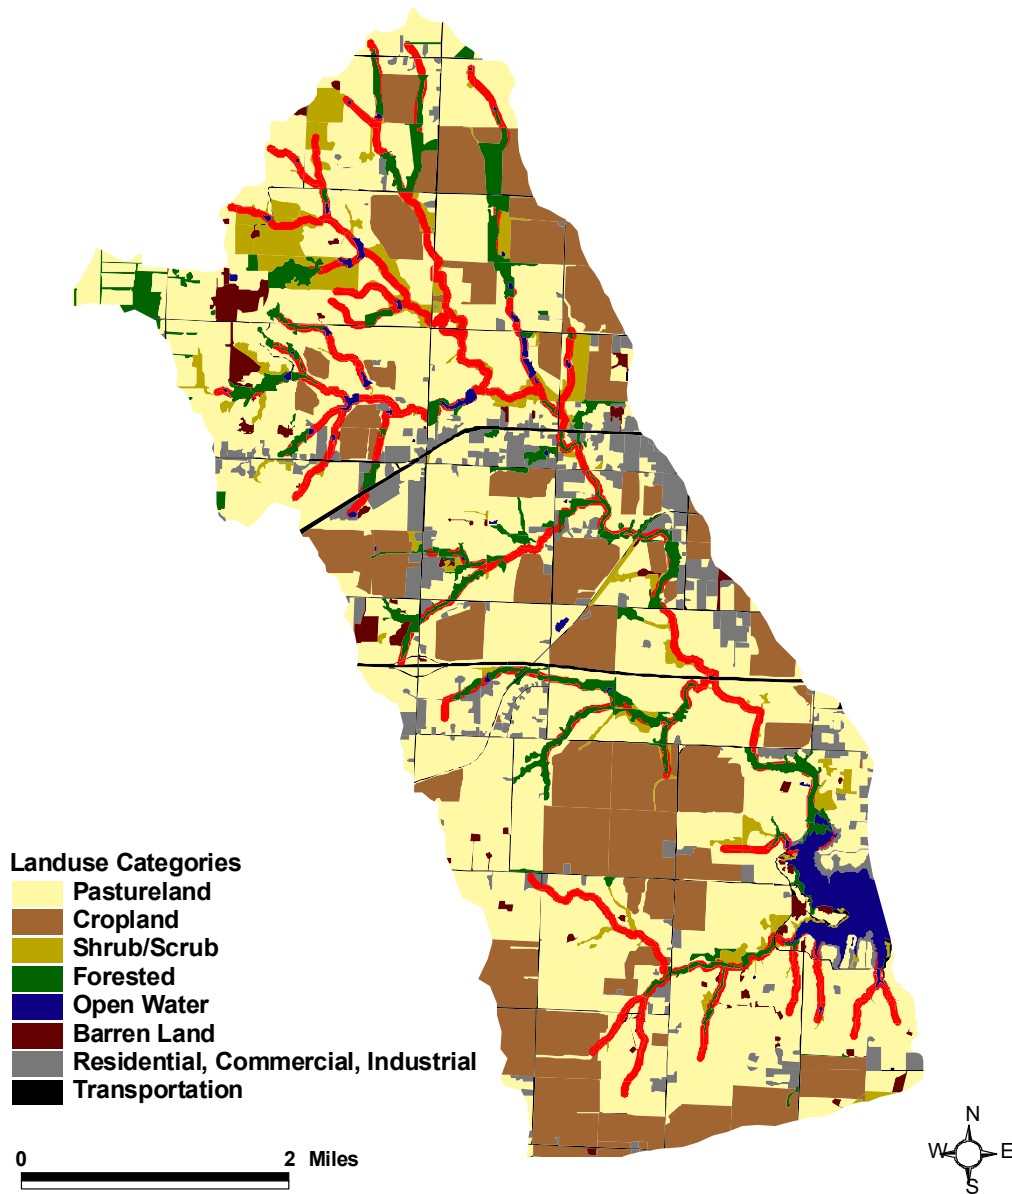 Landuse Categories
Pastureland
Cropland
Shrub/Scrub
Forested
Open Water
Barren Land
Residential, Commercial, Industrial
Transportation
0 2 Miles
N
W E
S